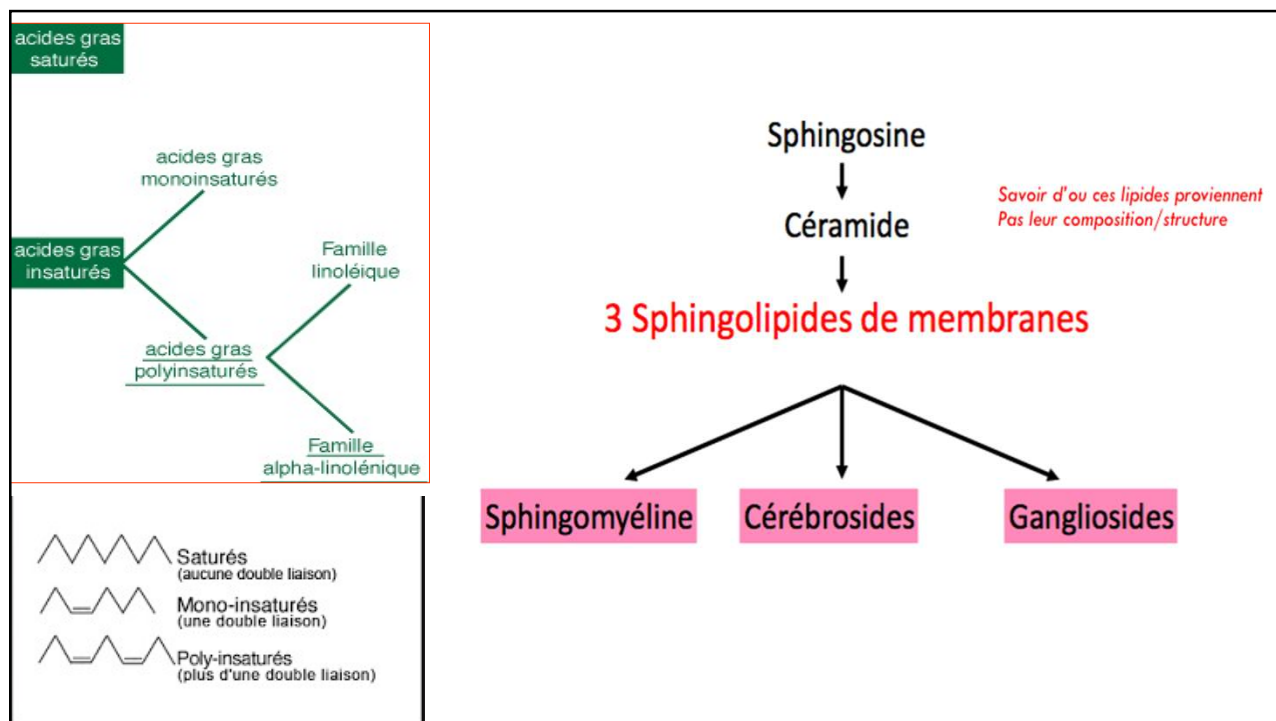 acides gras
saturés
acides gras
monoinsaturés
acides gras
insaturés
Famille
linoléique
acides gras
polyinsaturés
Famille
alpha-linolénique
Saturés
(aucune double liaison)
Mono-insaturés
(une double liaison)
Poly-insaturés
(plus d'une double liaison)
Sphingosine
Céramide
Savoir d'ou ces lipides proviennent
Pas leur composition/structure
3 Sphingolipides de membranes
Sphingomyéline
Cérébrosides
Gangliosides